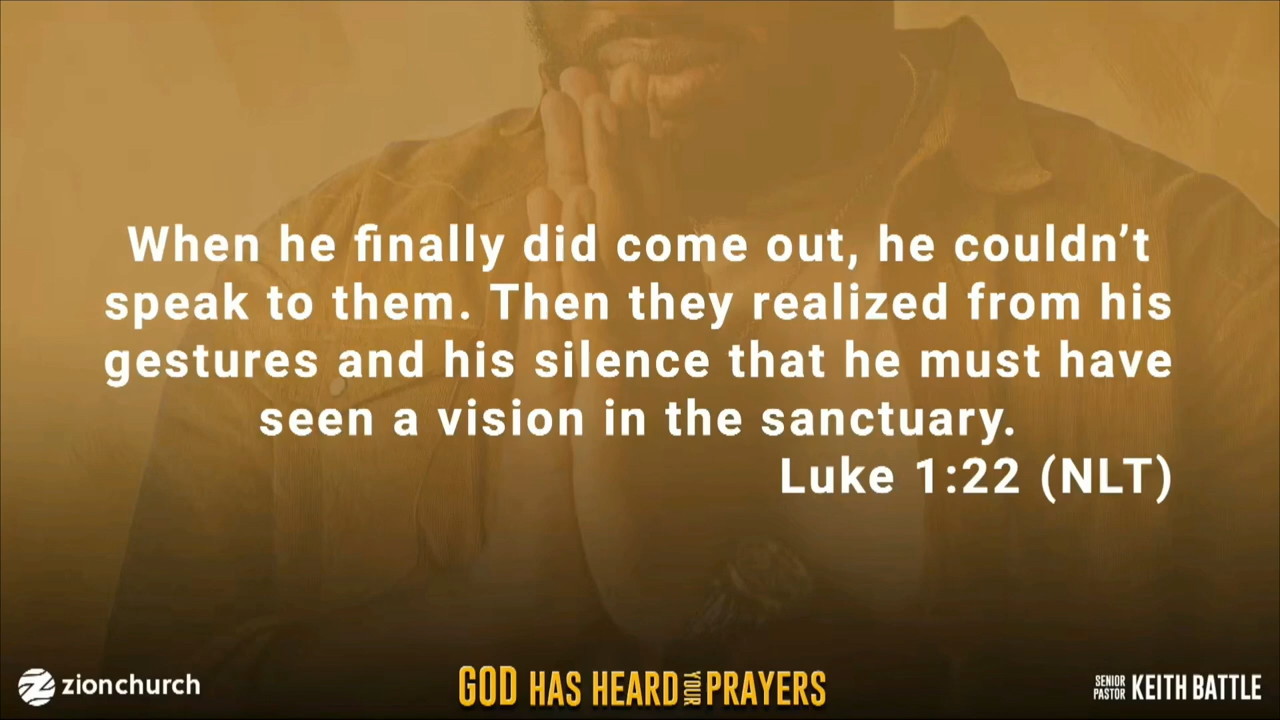 When he finally did come out, he couldn’t
speak to them. Then they realized from his
gestures and his silence that he must have
seen a vision in the sanctuary.
Luke 1:22 (NLT)
zionchurch
GOD HAS HEARD YOUR PRAYERS
SENIOR PASTOR KEITH BATTLE